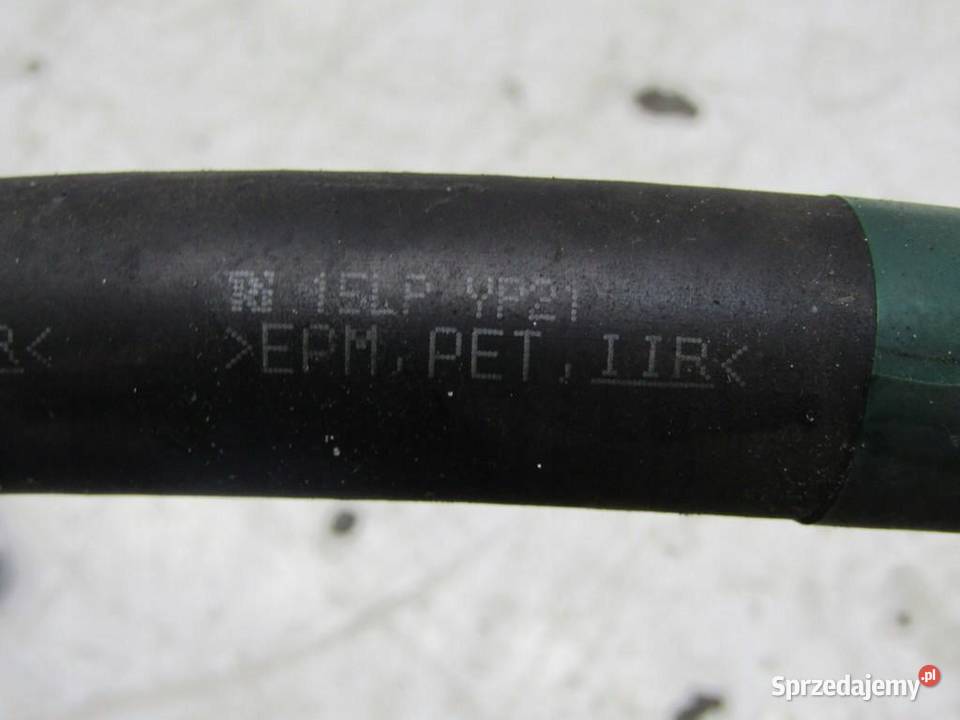 15LP YP21
R<
>EPM, PET, IIR<
Sprzedajemy.pl